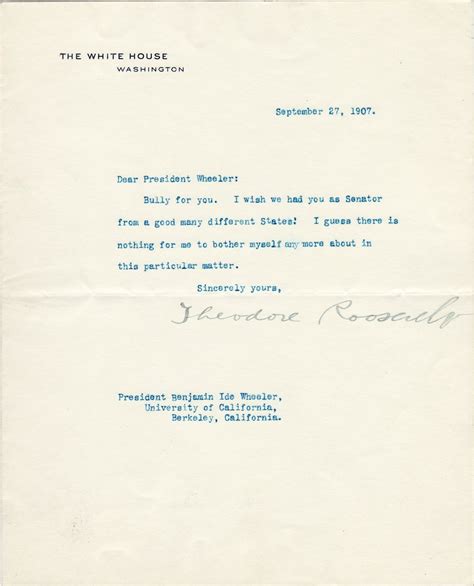 THE WHITE HOUSE
WASHINGTON
September 27, 1907.
Dear President Wheeler:
Bully for you. I wish we had you as Senator
from a good many different States! I guess there is
nothing for me to bother myself any more about in
this particular matter.
Sincerely yours,
Theodore Roosevelt
President Benjamin Ide Wheeler,
University of California,
Berkeley, California.